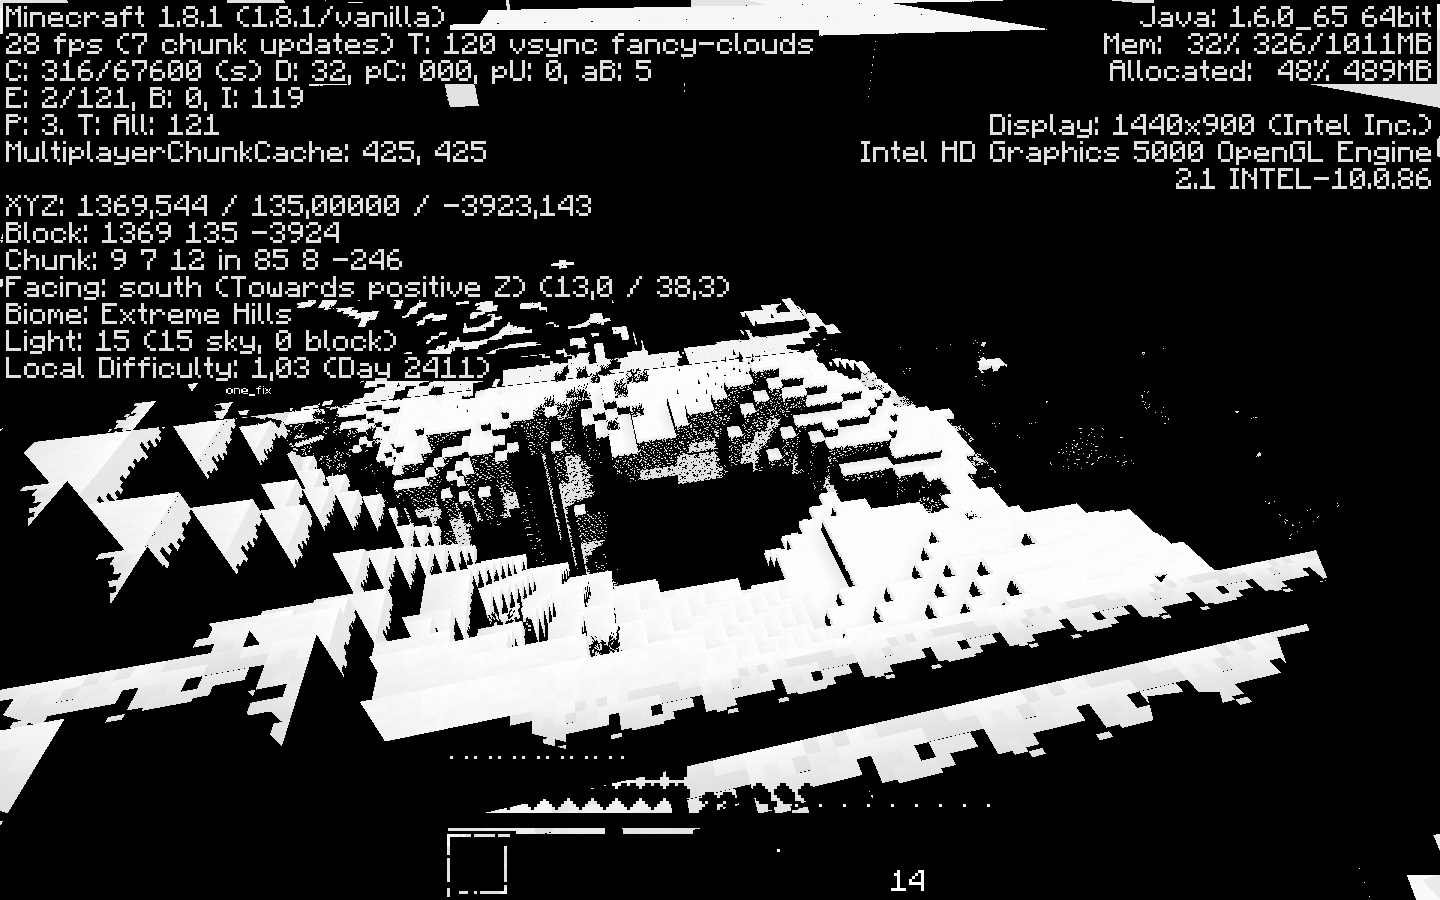 Minecraft 1.8.1 (1.8.1/vanilla)
28 fps (7 chunk updates) T: 120 vsync fancy-clouds
C: 316/67600 (s) D: 32, pC: 000, pU: 0, aB: 5
E: 2/121, B: 0, I: 119
P: 3. T: All: 121
MultiplayerChunkCache: 425, 425
XYZ: 1369,544 / 135,00000 / -3923,143
Block: 1369 135 -3924
Chunk: 9 7 12 in 85 8 -246
Facing: south (Towards positive Z) (13,0 / 38,3)
Biome: Extreme Hills
Light: 15 (15 sky, 0 block)
Local Difficulty: 1,03 (Day 2411)
Java: 1.6.0_65 64bit
Mem: 32% 326/1011MB
Allocated: 48% 489MB
Display: 1440x900 (Intel Inc.)
Intel HD Graphics 5000 OpenGL Engine
2.1 INTEL-10.0.86
one_fix
14